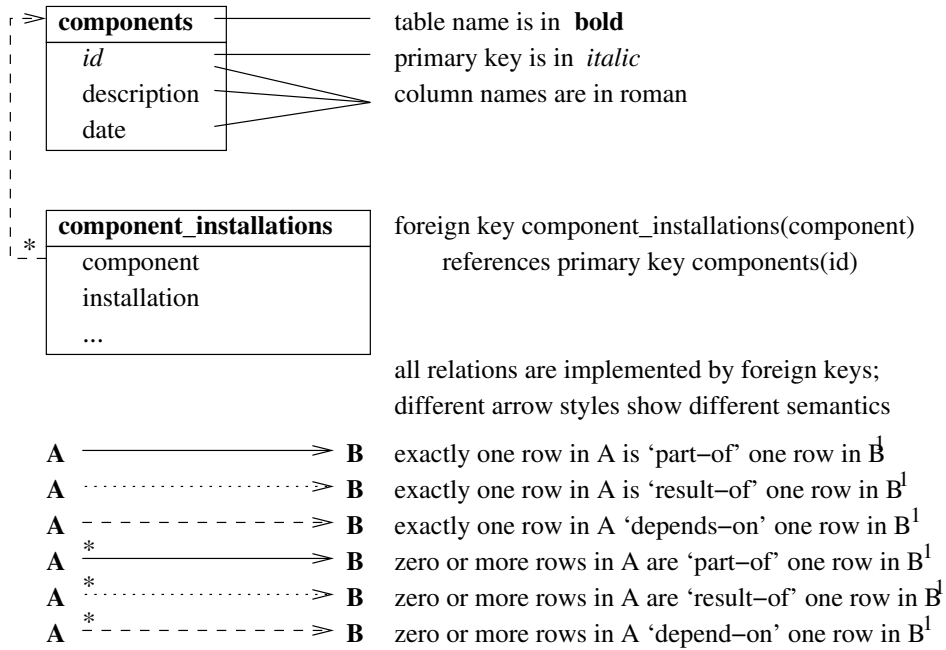 components
table name is in bold
id
primary key is in italic
description
column names are in roman
date
component_installations
foreign key component_installations(component)
*
component
references primary key components(id)
installation
...
all relations are implemented by foreign keys;
different arrow styles show different semantics
A B exactly one row in A is ‘part−of’ one row in B1
A B exactly one row in A is ‘result−of’ one row in B1
A B exactly one row in A ‘depends−on’ one row in B1
A * B zero or more rows in A are ‘part−of’ one row in B1
A * B zero or more rows in A are ‘result−of’ one row in B1
A * B zero or more rows in A ‘depend−on’ one row in B1